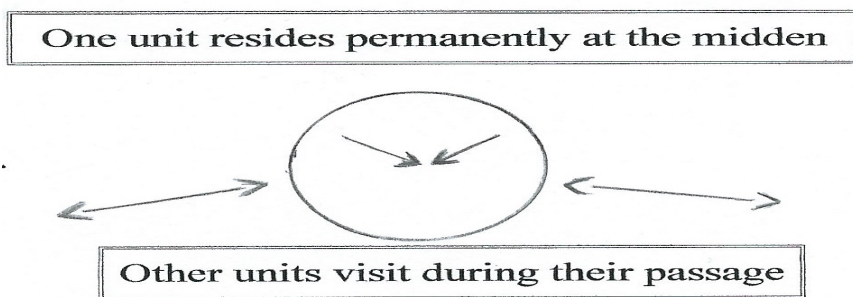 One unit resides permanently at the midden
Other units visit during their passage